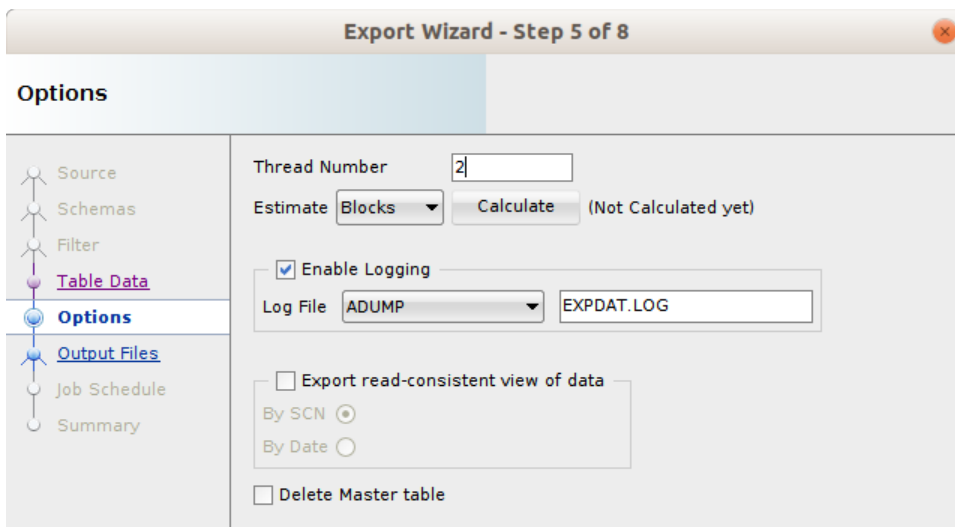 Export Wizard - Step 5 of 8
Options
Source
Schemas
Filter
Table Data
Options
Output Files
Job Schedule
Summary
Thread Number 2
Estimate Blocks Calculate (Not Calculated yet)
Enable Logging
Log File ADUMP EXPDAT.LOG
Export read-consistent view of data
By SCN
By Date
Delete Master table